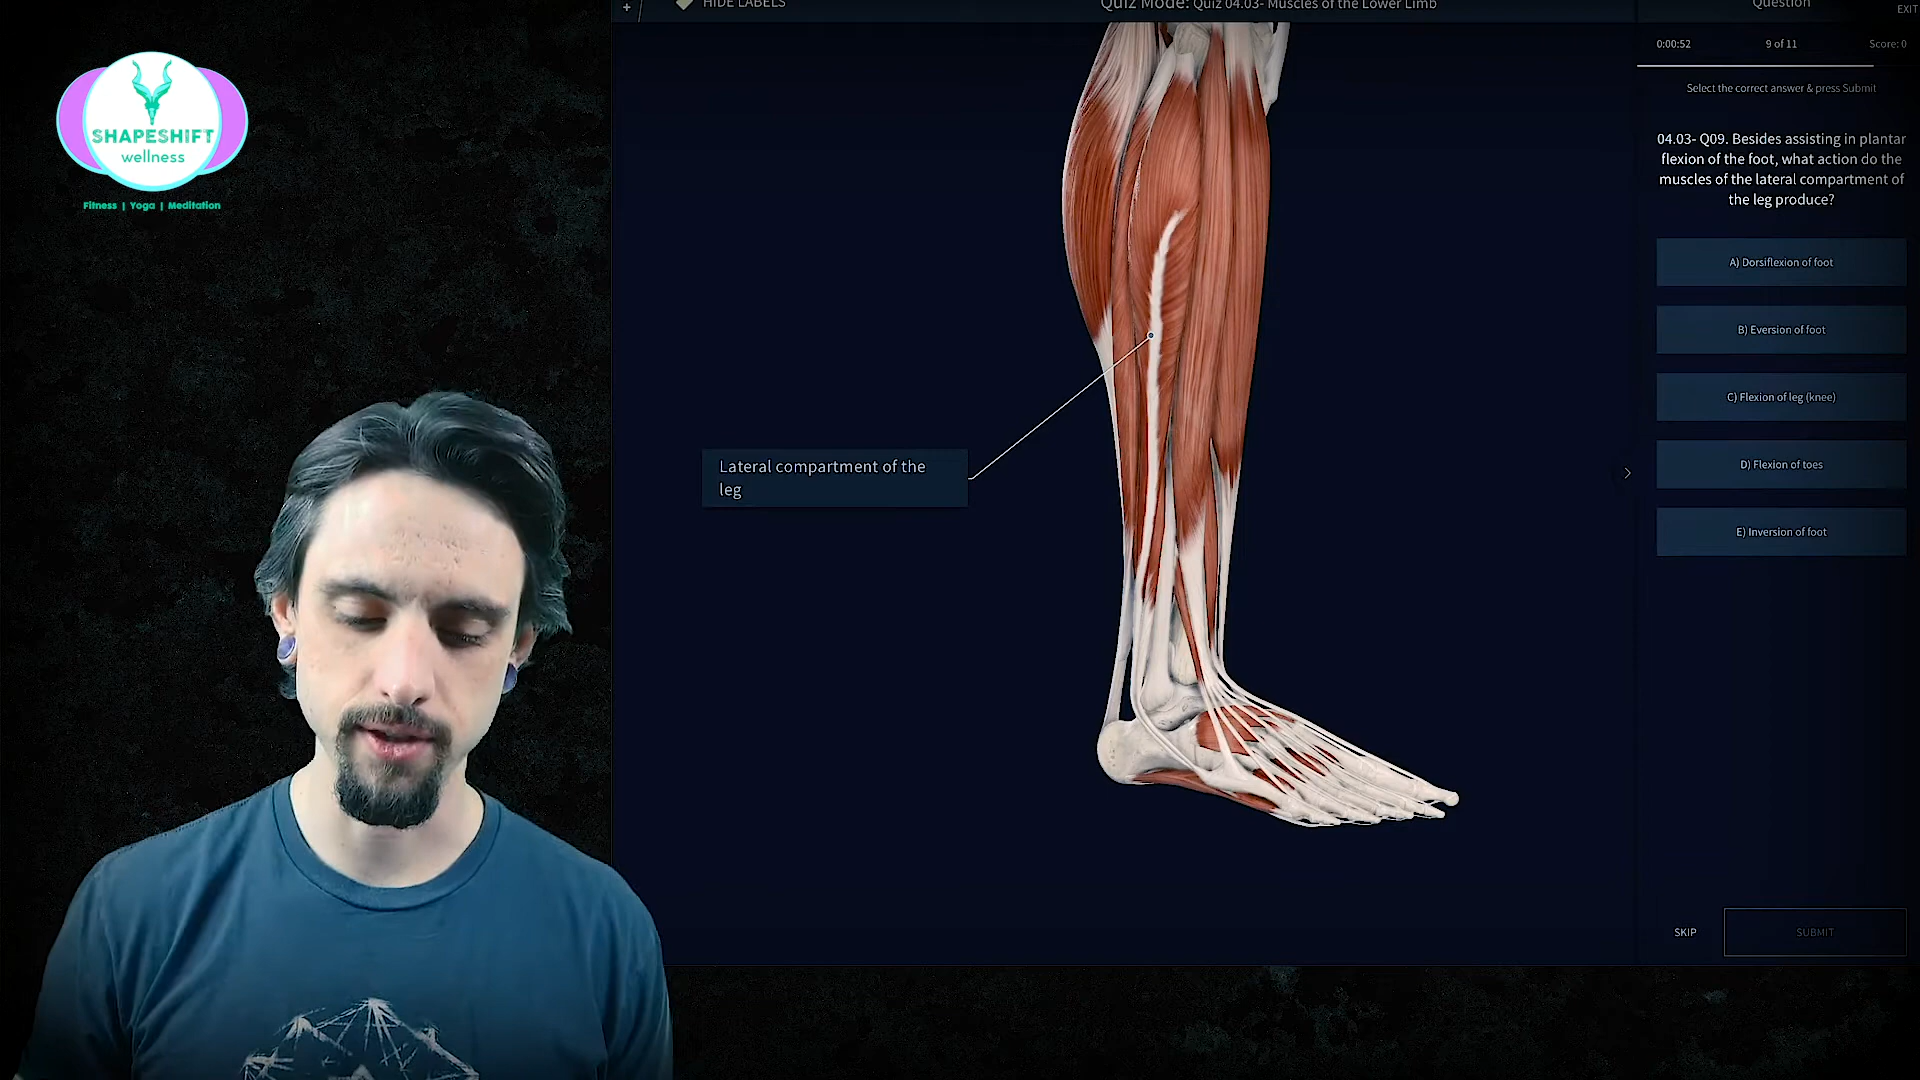 SHAPESHIFT
wellness
Fitness | Yoga | Meditation
+
HIDE LABELS
Quiz Mode: Quiz 04.03- Muscles of the Lower Limb
Question
EXIT
0:00:52
9 of 11
Score: 0
Select the correct answer & press Submit
04.03- Q09. Besides assisting in plantar
flexion of the foot, what action do the
muscles of the lateral compartment of
the leg produce?
A) Dorsiflexion of foot
B) Eversion of foot
C) Flexion of leg (knee)
D) Flexion of toes
E) Inversion of foot
Lateral compartment of the
leg
SKIP
SUBMIT